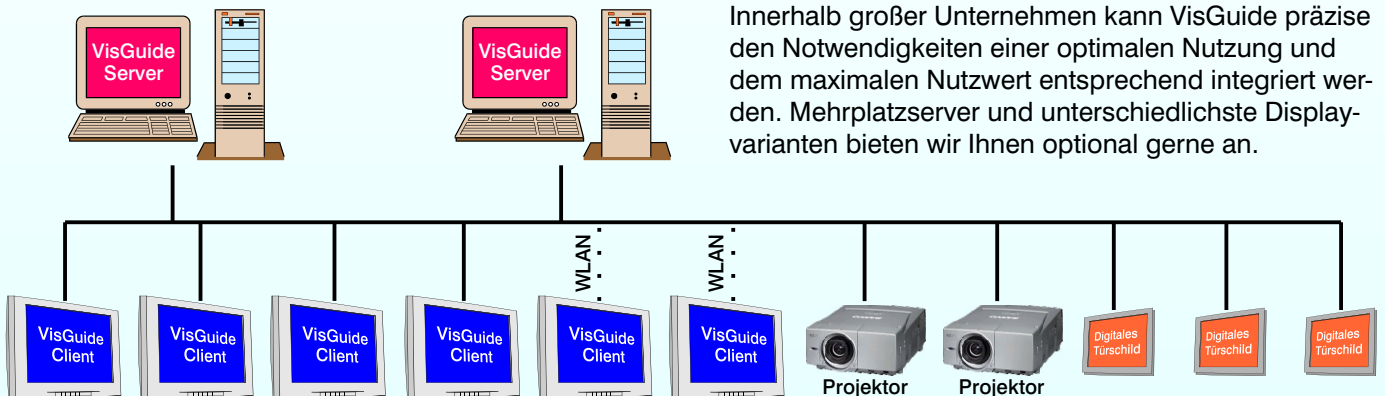 VisGuide
Server
VisGuide
Server
Innerhalb großer Unternehmen kann VisGuide präzise
den Notwendigkeiten einer optimalen Nutzung und
dem maximalen Nutzwert entsprechend integriert wer-
den. Mehrplatzserver und unterschiedlichste Display-
varianten bieten wir Ihnen optional gerne an.
WLAN
WLAN
VisGuide
Client
VisGuide
Client
VisGuide
Client
VisGuide
Client
VisGuide
Client
VisGuide
Client
Projektor
Projektor
Digitales
Türschild
Digitales
Türschild
Digitales
Türschild